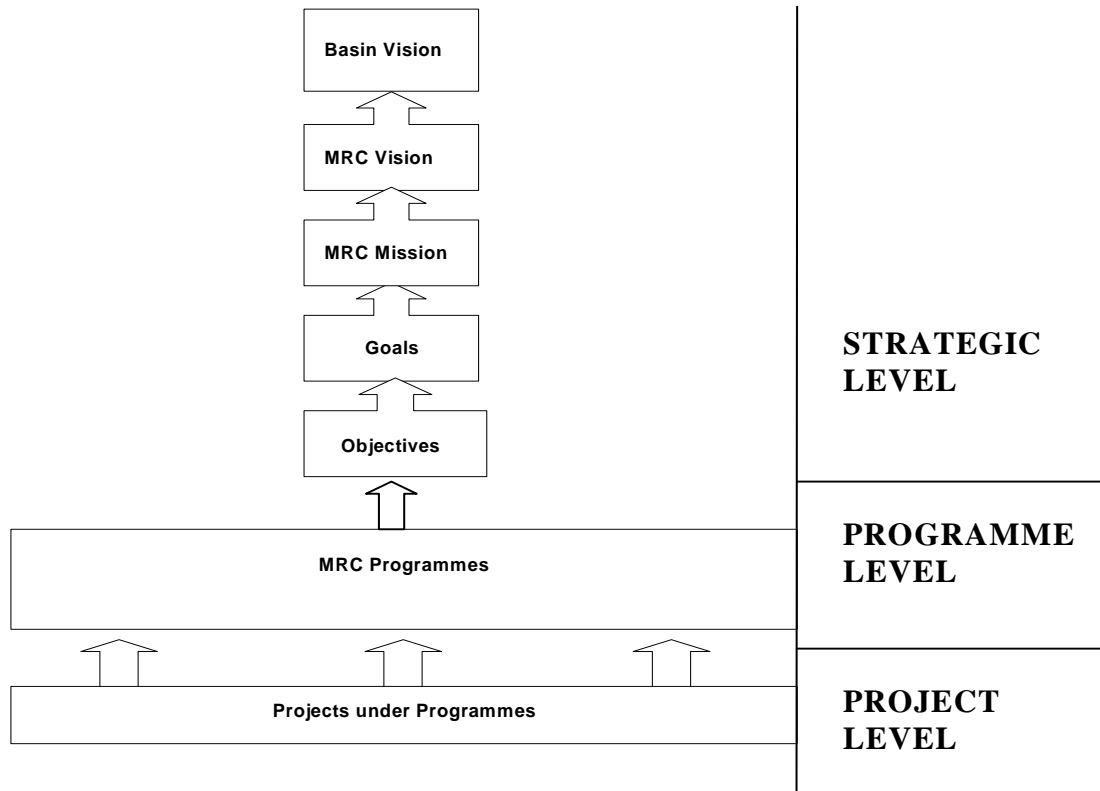 Basin Vision
MRC Vision
MRC Mission
Goals
Objectives
MRC Programmes
Projects under Programmes
STRATEGIC
LEVEL
PROGRAMME
LEVEL
PROJECT
LEVEL